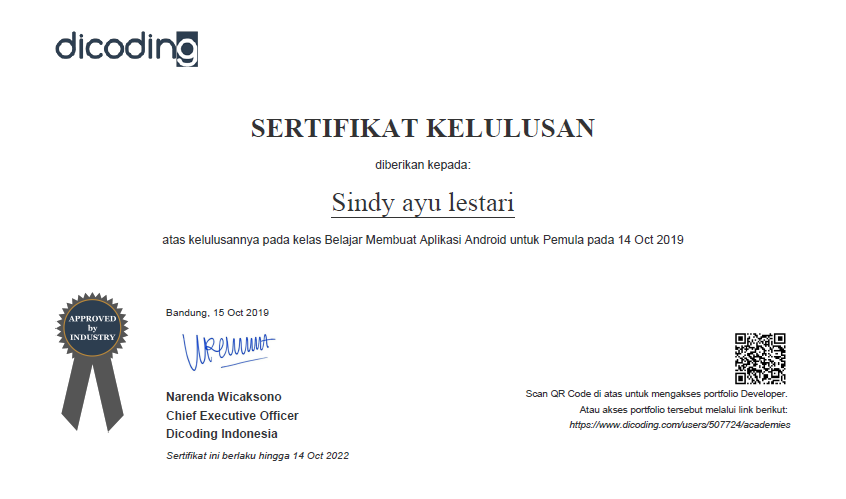 dicoding
SERTIFIKAT KELULUSAN
diberikan kepada:
Sindy ayu lestari
atas kelulusannya pada kelas Belajar Membuat Aplikasi Android untuk Pemula pada 14 Oct 2019
APPROVED
by
INDUSTRY
Bandung, 15 Oct 2019
Narenda Wicaksono
Chief Executive Officer
Dicoding Indonesia
Sertifikat ini berlaku hingga 14 Oct 2022
Scan QR Code di atas untuk mengakses portfolio Developer.
Atau akses portfolio tersebut melalui link berikut:
https://www.dicoding.com/users/507724/academies